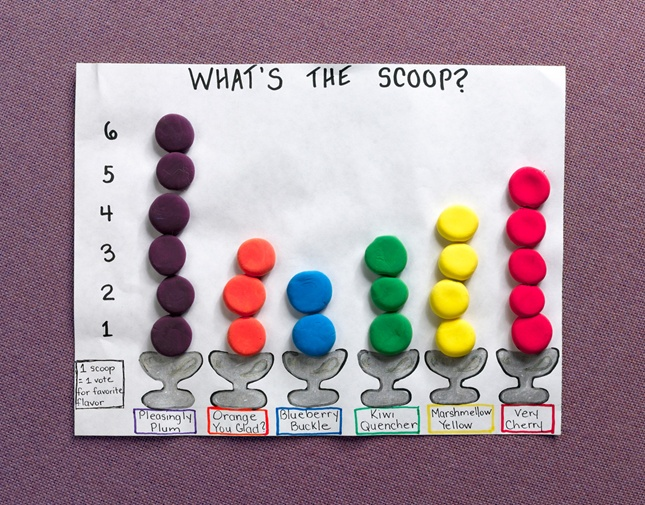 WHAT'S THE SCOOP?
6
5
4
3
2
1
1 scoop
= 1 vote
for favorite
flavor
Pleasingly
Plum
Orange
You Glad?
Blueberry
Buckle
Kiwi
Quencher
Marshmellow
Yellow
Very
Cherry